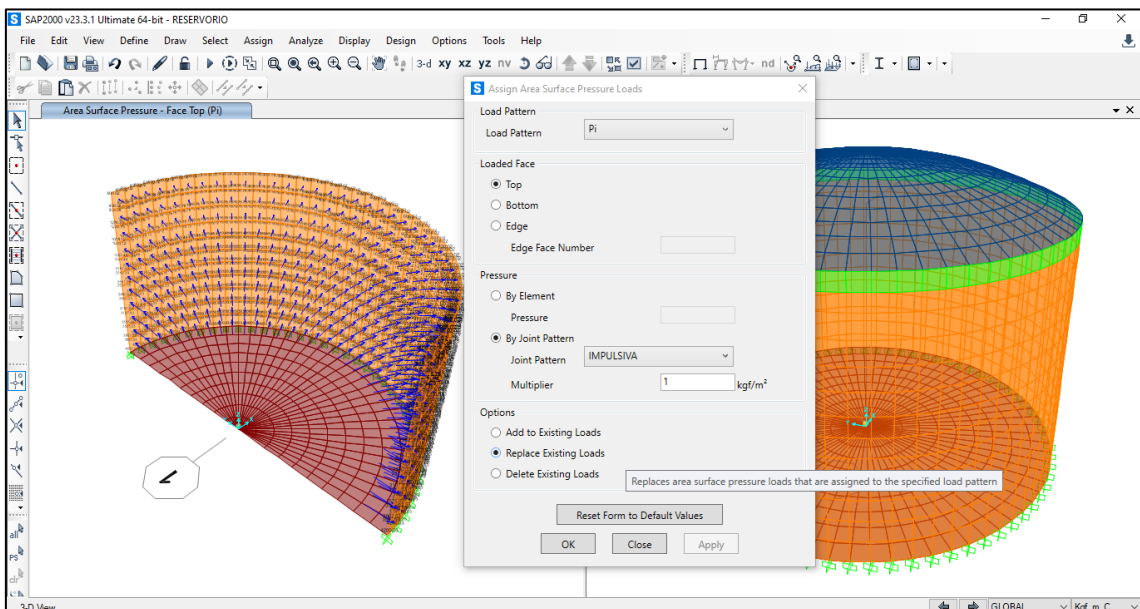 SAP2000 v23.3.1 Ultimate 64-bit - RESERVORIO
File Edit View Define Draw Select Assign Analyze Display Design Options Tools Help
3-d xy xz yz nv nd
Area Surface Pressure - Face Top (Pi)
Assign Area Surface Pressure Loads
Load Pattern
Load Pattern Pi
Loaded Face
Top
Bottom
Edge
Edge Face Number
Pressure
By Element
Pressure
By Joint Pattern
Joint Pattern IMPULSIVA
Multiplier 1 kgf/m²
Options
Add to Existing Loads
Replace Existing Loads
Delete Existing Loads
Replaces area surface pressure loads that are assigned to the specified load pattern
Reset Form to Default Values
OK Close Apply
all
PS
clr
3-D View GLOBAL Kgf, m, C